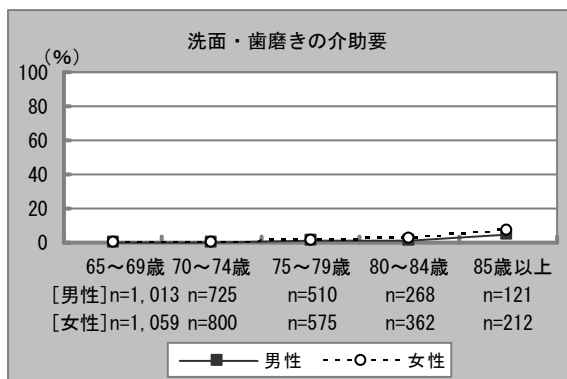 洗面・歯磨きの介助要
(%)
100
80
60
40
20
0
65～69歳 70～74歳 75～79歳 80～84歳 85歳以上
[男性]n=1,013 n=725 n=510 n=268 n=121
[女性]n=1,059 n=800 n=575 n=362 n=212
男性 女性